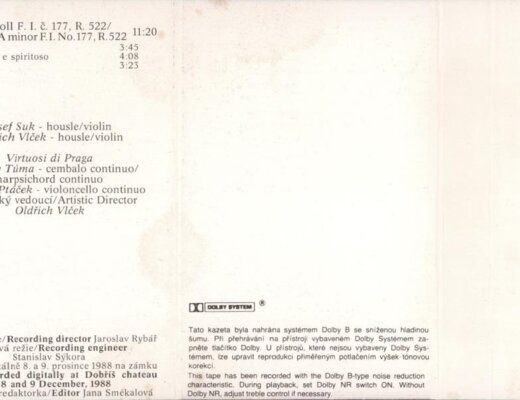 oll F. I. č. 177, R. 522/
A minor F.I. No.177, R.522 11:20
3:45
e spiritoso 4:08
3:23
sef Suk - housle/violin
ich Vlček - housle/violin
Virtuosi di Praga
Tůma - cembalo continuo/
harpsichord continuo
Ptáček - violoncello continuo
ký vedoucí/Artistic Director
Oldřich Vlček
e/Recording director Jaroslav Rybář
vá režie/Recording engineer
Stanislav Sýkora
tálně 8. a 9. prosince 1988 na zámku
orded digitally at Dobříš chateau
8 and 9 December, 1988
redaktorka/Editor Jana Smékalová
DOLBY SYSTEM ®
Tato kazeta byla nahrána systémem Dolby B se sníženou hladinou
šumu. Při přehrávání na přístroji vybaveném Dolby Systémem za-
pněte tlačítko Dolby. U přístrojů, které nejsou vybaveny Dolby Sys-
témem, lze upravit reprodukci přiměřeným potlačením výšek tónovou
korekcí.
This tape has been recorded with the Dolby B-type noise reduction
characteristic. During playback, set Dolby NR switch ON. Without
Dolby NR, adjust treble control if necessary.